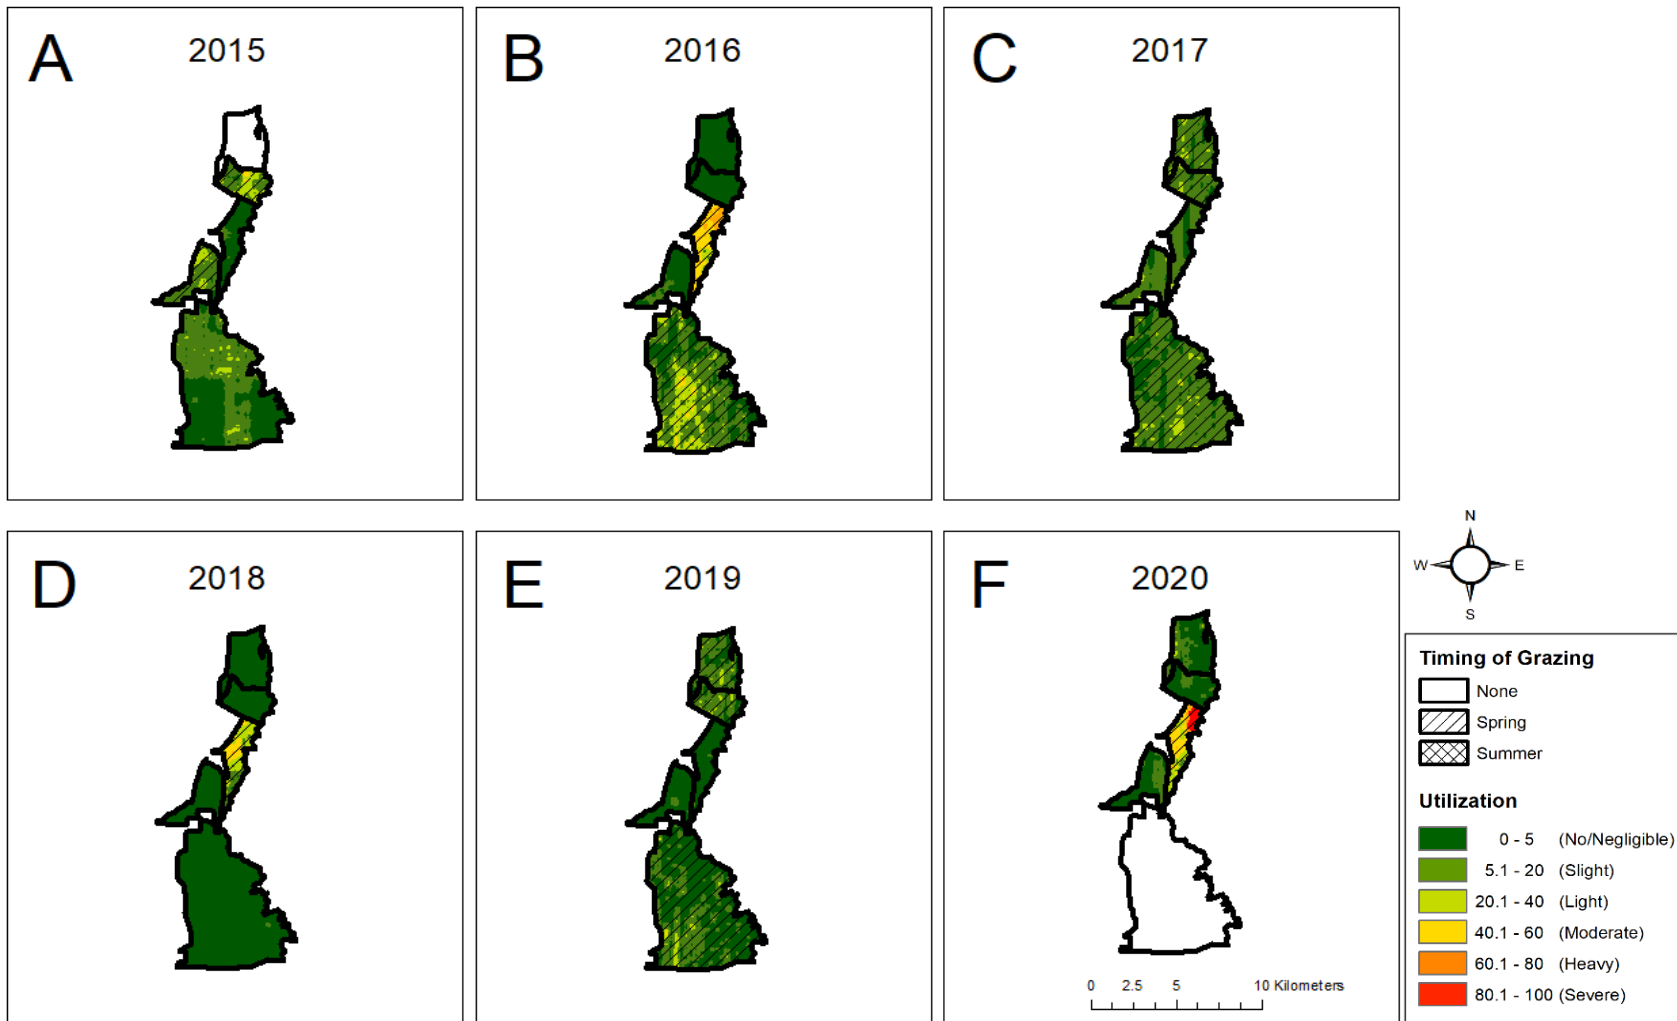 A 2015
B 2016
C 2017
D 2018
E 2019
F 2020
N
W E
S
0 2.5 5 10 Kilometers
Timing of Grazing
None
Spring
Summer
Utilization
0 - 5 (No/Negligible)
5.1 - 20 (Slight)
20.1 - 40 (Light)
40.1 - 60 (Moderate)
60.1 - 80 (Heavy)
80.1 - 100 (Severe)